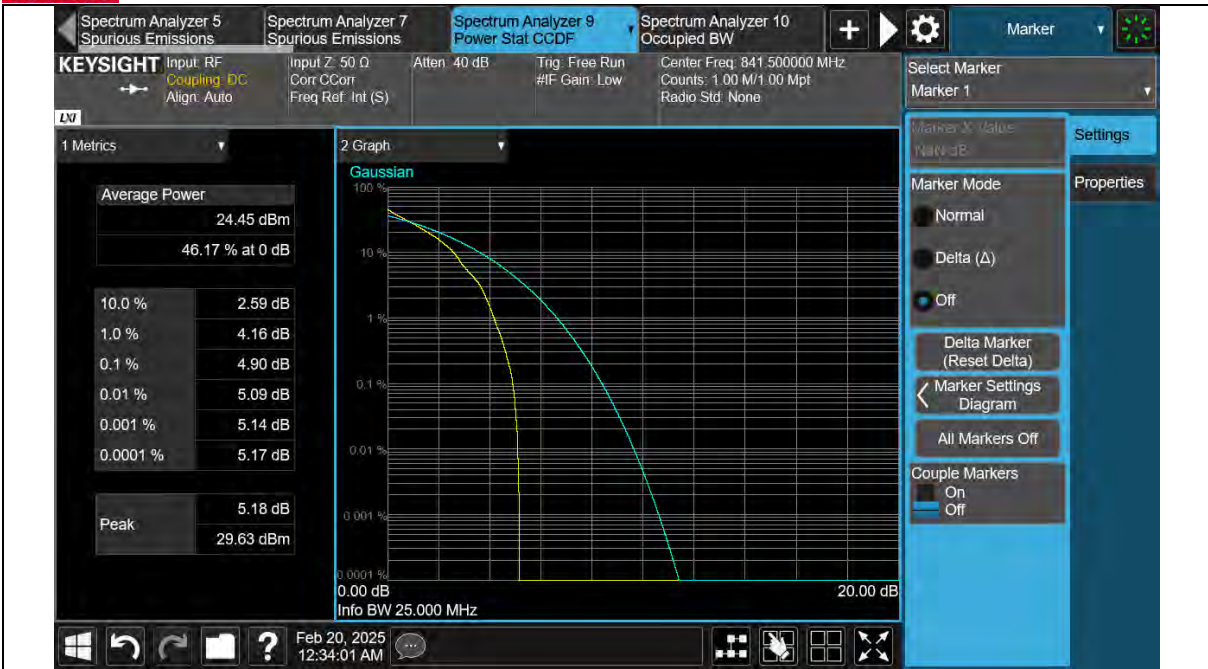 Spectrum Analyzer 5
Spurious Emissions
Spectrum Analyzer 7
Spurious Emissions
Spectrum Analyzer 9
Power Stat CCDF
Spectrum Analyzer 10
Occupied BW
Marker
KEYSIGHT
Input: RF
Coupling: DC
Align: Auto
Input Z: 50 Ω
Corr CCorr
Freq Ref: Int (S)
Atten: 40 dB
Trig: Free Run
#IF Gain: Low
Center Freq: 841.500000 MHz
Counts: 1.00 M/1.00 Mpt
Radio Std: None
LXI
Select Marker
Marker 1
1 Metrics
Average Power
24.45 dBm
46.17 % at 0 dB
10.0 % 2.59 dB
1.0 % 4.16 dB
0.1 % 4.90 dB
0.01 % 5.09 dB
0.001 % 5.14 dB
0.0001 % 5.17 dB
Peak
5.18 dB
29.63 dBm
2 Graph
Gaussian
100 %
10 %
1 %
0.1 %
0.01 %
0.001 %
0.0001 %
0.00 dB
20.00 dB
Info BW 25.000 MHz
Marker X Value
NaN dB
Settings
Properties
Marker Mode
Normal
Delta (Δ)
Off
Delta Marker
(Reset Delta)
Marker Settings
Diagram
All Markers Off
Couple Markers
On
Off
Feb 20, 2025
12:34:01 AM